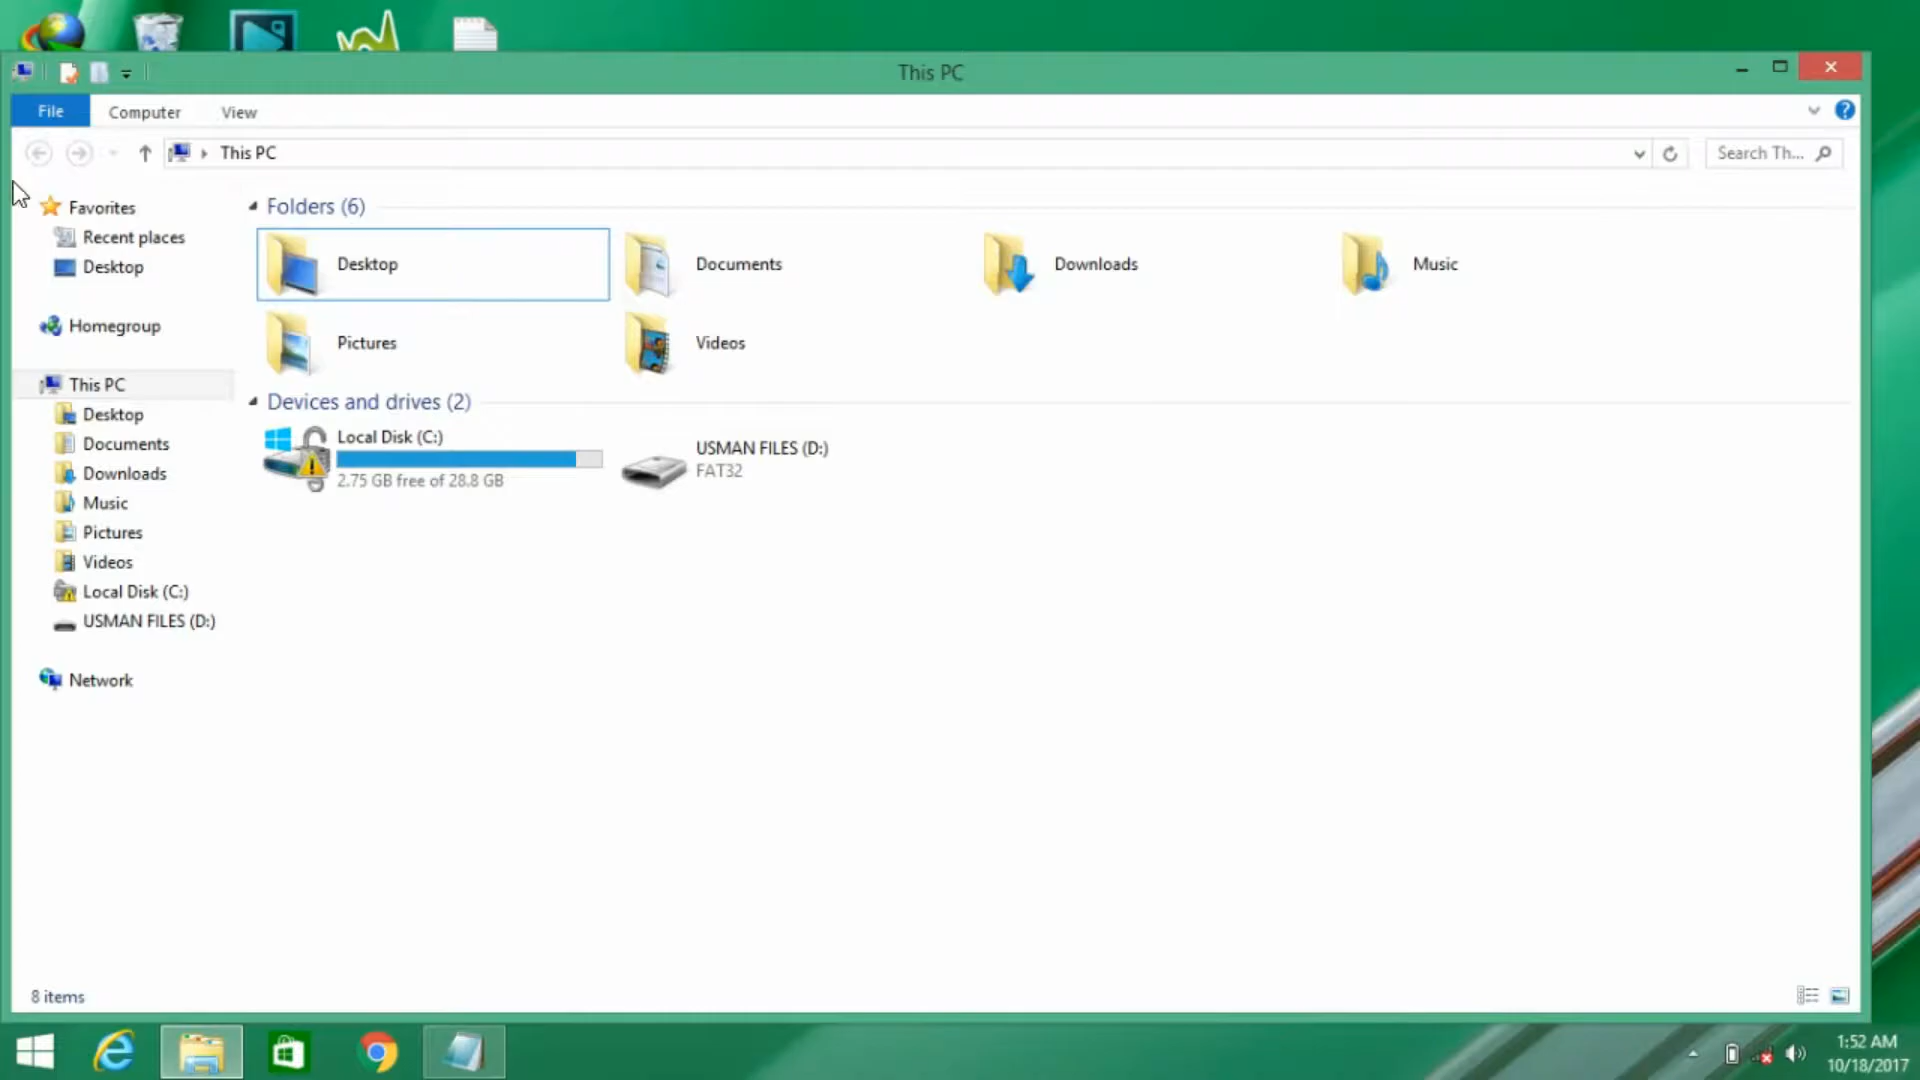 This PC
File
Computer
View
This PC
Search Th...
Favorites
Recent places
Desktop
Homegroup
This PC
Desktop
Documents
Downloads
Music
Pictures
Videos
Local Disk (C:)
USMAN FILES (D:)
Network
Folders (6)
Desktop
Documents
Downloads
Music
Pictures
Videos
Devices and drives (2)
Local Disk (C:)
2.75 GB free of 28.8 GB
USMAN FILES (D:)
FAT32
8 items
1:52 AM
10/18/2017